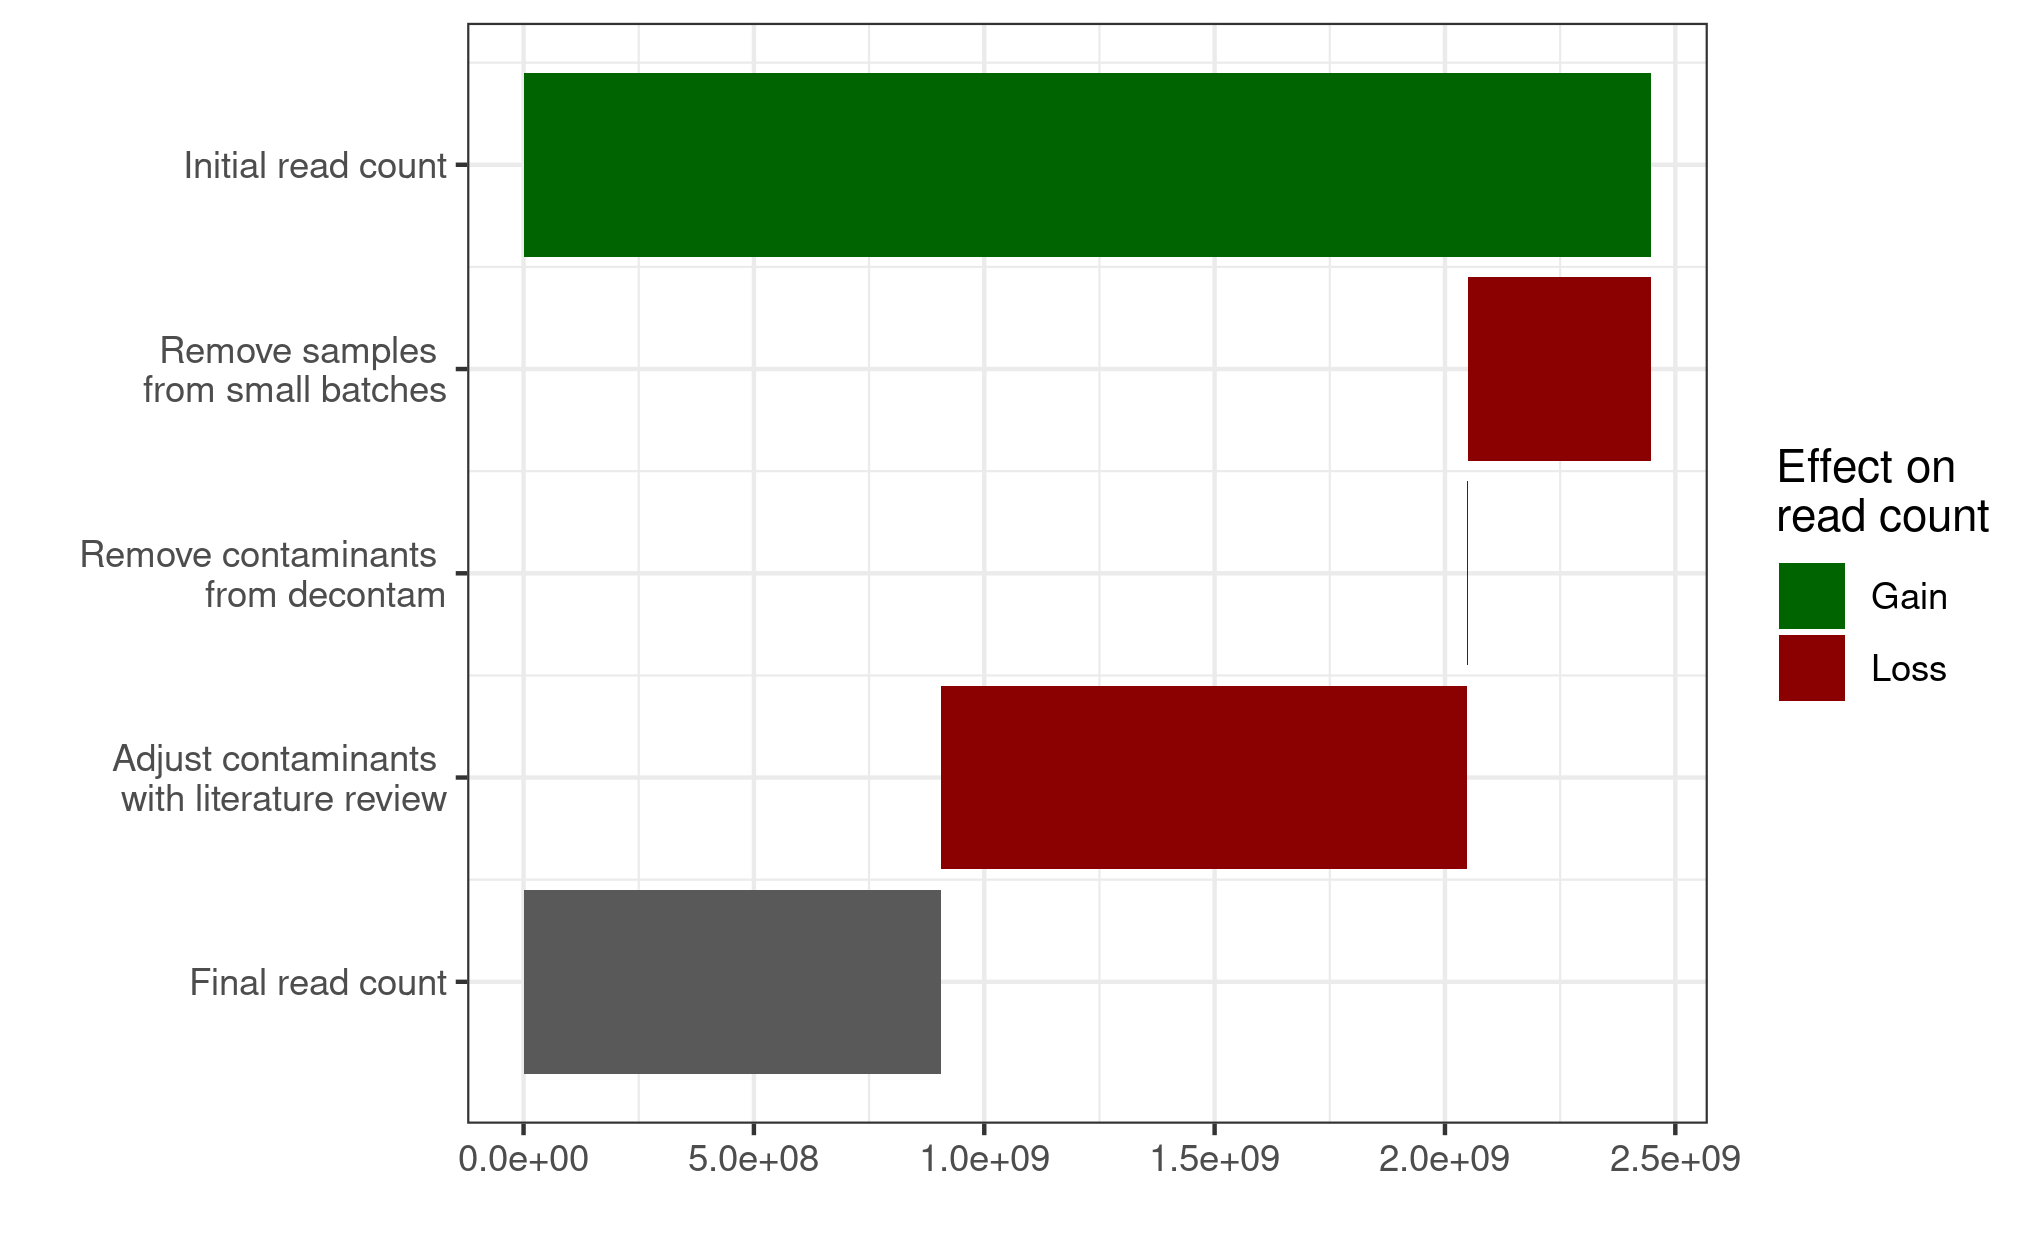 Initial read count
Remove samples
from small batches
Remove contaminants
from decontam
Adjust contaminants
with literature review
Final read count
0.0e+00
5.0e+08
1.0e+09
1.5e+09
2.0e+09
2.5e+09
Effect on
read count
Gain
Loss